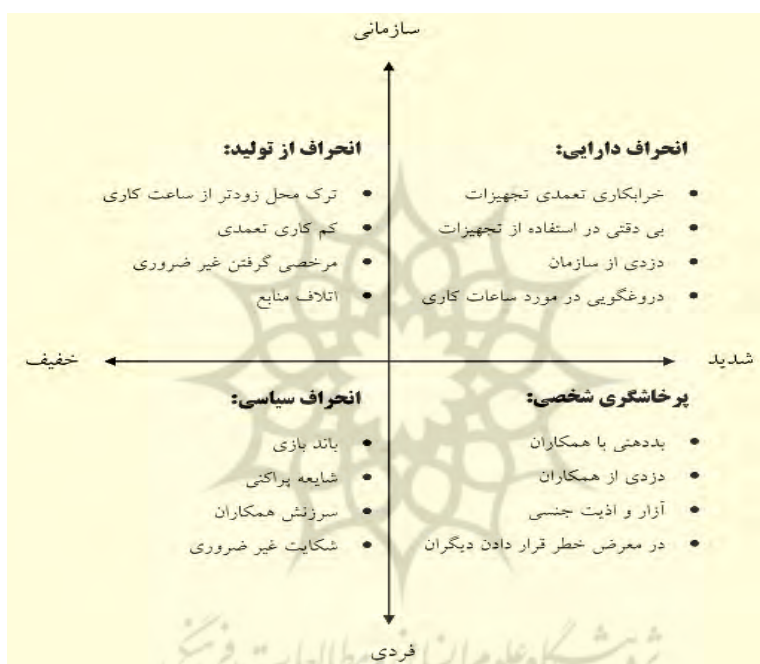 سازمانی
انحراف دارایی:
• خرابکاری تعمدی تجهیزات
• بی دقتی در استفاده از تجهیزات
• دزدی از سازمان
• دروغگویی در مورد ساعات کاری
انحراف از تولید:
• ترک محل زودتر از ساعت کاری
• کم کاری تعمدی
• مرخصی گرفتن غیر ضروری
• اتلاف منابع
شدید
خفیف
پرخاشگری شخصی:
• بددهنی با همکاران
• دزدی از همکاران
• آزار و اذیت جنسی
• در معرض خطر قرار دادن دیگران
انحراف سیاسی:
• باند بازی
• شایعه پراکنی
• سرزنش همکاران
• شکایت غیر ضروری
فردی